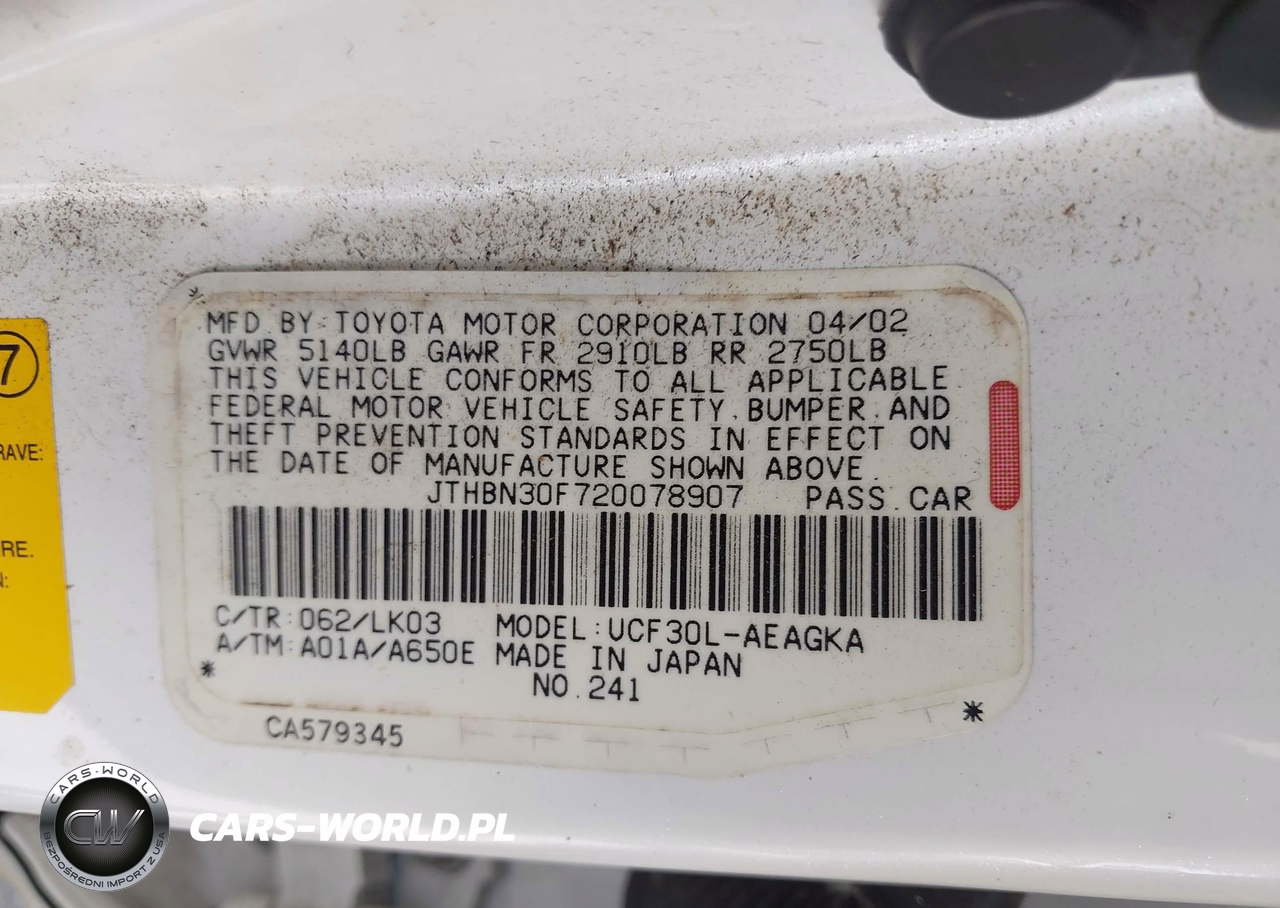 7
RAVE:
RE.
N:
MFD BY: TOYOTA MOTOR CORPORATION 04/02
GVWR 5140LB GAWR FR 2910LB RR 2750LB
THIS VEHICLE CONFORMS TO ALL APPLICABLE
FEDERAL MOTOR VEHICLE SAFETY, BUMPER, AND
THEFT PREVENTION STANDARDS IN EFFECT ON
THE DATE OF MANUFACTURE SHOWN ABOVE.
JTHBN30F720078907 PASS. CAR
C/TR: 062/LK03 MODEL: UCF30L-AEAGKA
A/TM: A01A/A650E MADE IN JAPAN
NO. 241
CA579345
CARS-WORLD
CW
BEZPOŚREDNI IMPORT Z USA
CARS-WORLD.PL